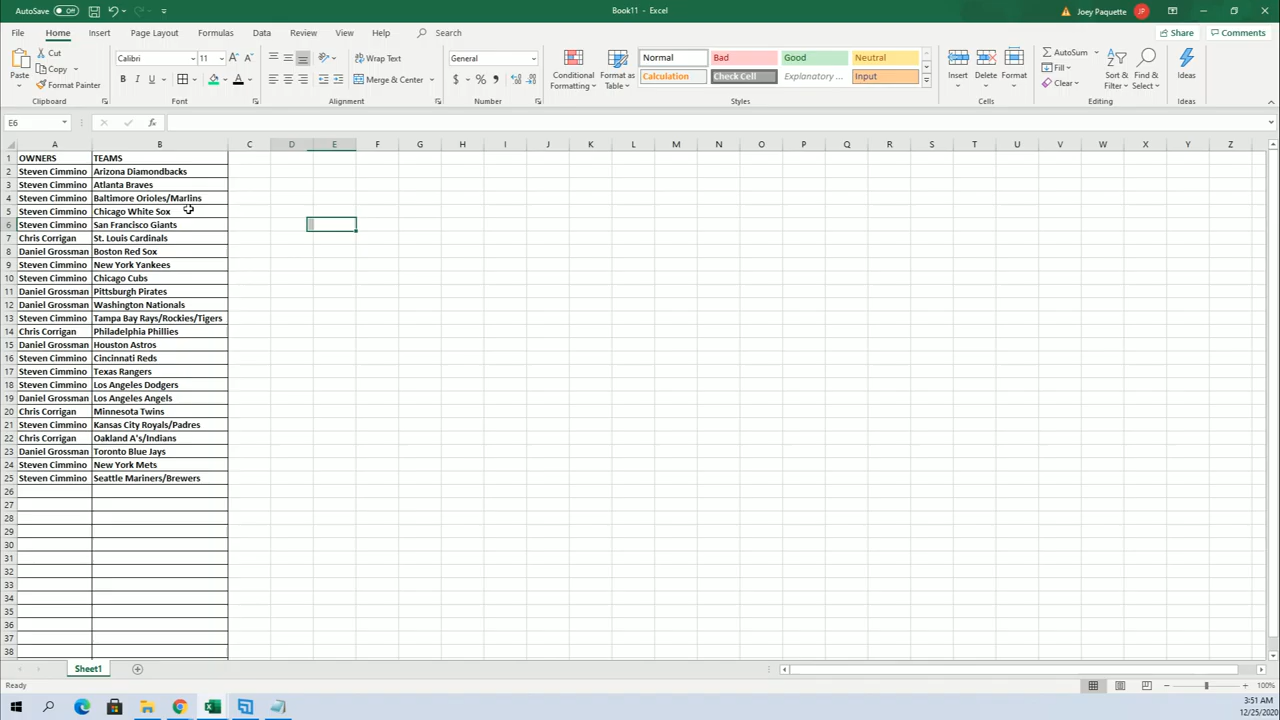 AutoSave Off Book11 - Excel Joey Paquette JP
File Home Insert Page Layout Formulas Data Review View Help Search Share Comments
Paste Cut Copy Format Painter Clipboard
Calibri 11 B I U A Font
Wrap Text Merge & Center Alignment
General $ % Number
Conditional Formatting Format as Table
Normal Bad Good Neutral
Calculation Check Cell Explanatory ... Input
Styles
Insert Delete Format Cells
AutoSum Fill Clear Sort & Filter Find & Select Editing
Ideas Ideas
E6 fx
A B C D E F G H I J K L M N O P Q R S T U V W X Y Z
1 OWNERS TEAMS
2 Steven Cimmino Arizona Diamondbacks
3 Steven Cimmino Atlanta Braves
4 Steven Cimmino Baltimore Orioles/Marlins
5 Steven Cimmino Chicago White Sox
6 Steven Cimmino San Francisco Giants
7 Chris Corrigan St. Louis Cardinals
8 Daniel Grossman Boston Red Sox
9 Steven Cimmino New York Yankees
10 Steven Cimmino Chicago Cubs
11 Daniel Grossman Pittsburgh Pirates
12 Daniel Grossman Washington Nationals
13 Steven Cimmino Tampa Bay Rays/Rockies/Tigers
14 Chris Corrigan Philadelphia Phillies
15 Daniel Grossman Houston Astros
16 Steven Cimmino Cincinnati Reds
17 Steven Cimmino Texas Rangers
18 Steven Cimmino Los Angeles Dodgers
19 Daniel Grossman Los Angeles Angels
20 Chris Corrigan Minnesota Twins
21 Steven Cimmino Kansas City Royals/Padres
22 Chris Corrigan Oakland A's/Indians
23 Daniel Grossman Toronto Blue Jays
24 Steven Cimmino New York Mets
25 Steven Cimmino Seattle Mariners/Brewers
26
27
28
29
30
31
32
33
34
35
36
37
38
Sheet1
Ready 100%
3:51 AM
12/25/2020